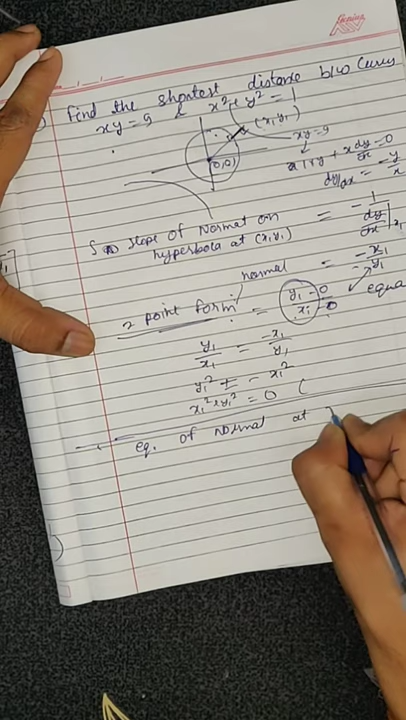 Find the shortest distance b/w Curves
xy=9 & x²+y²=1
(x₁,y₁)
xy=9
(0,0)
x dy/dx = 0
dy/dx = -y/x
Slope of Normal on
hyperbola at (x₁,y₁) = -1 / dy/dx | x₁
normal = -x₁/y₁
2 point form = y₁-0/x₁-0 equa
y₁/x₁ = -x₁/y₁
y₁² = -x₁²
x₁²+y₁² = 0
eq. of Normal at